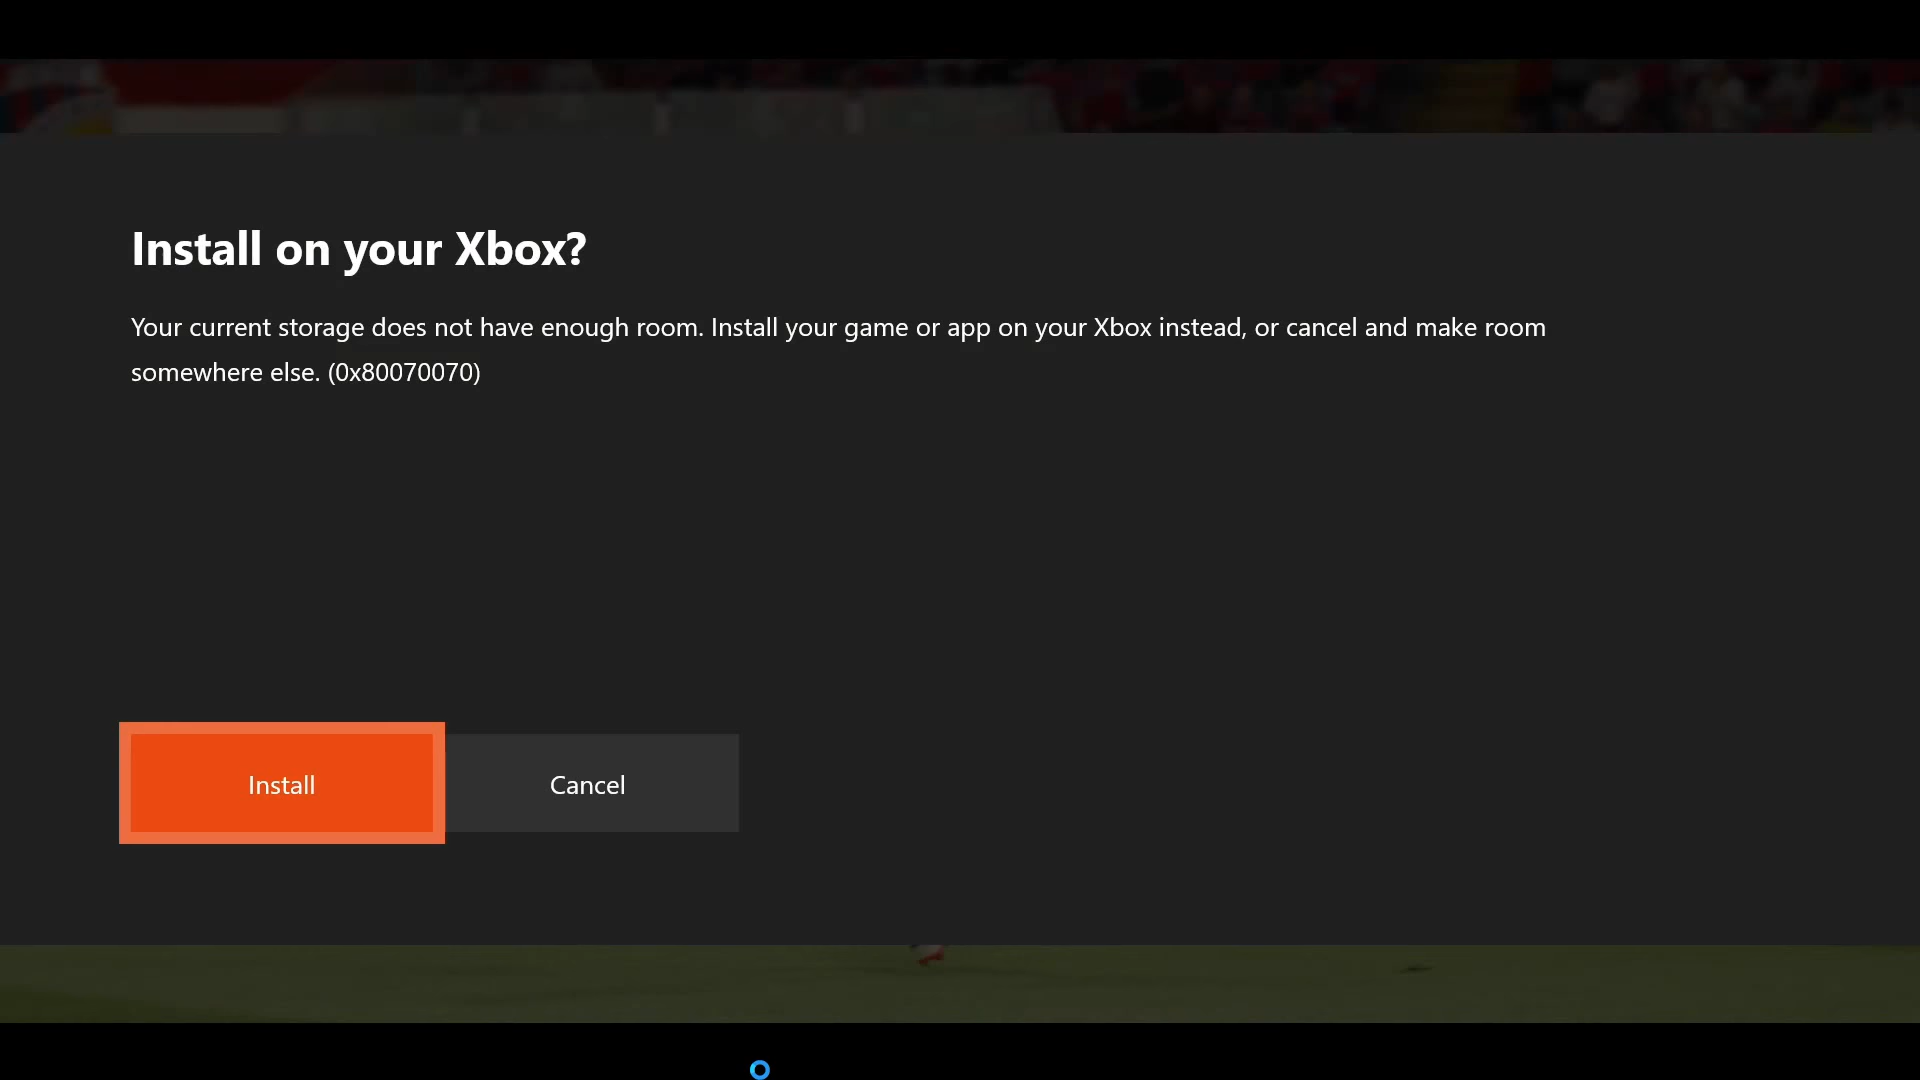 Install on your Xbox?
Your current storage does not have enough room. Install your game or app on your Xbox instead, or cancel and make room
somewhere else. (0x80070070)
Install
Cancel